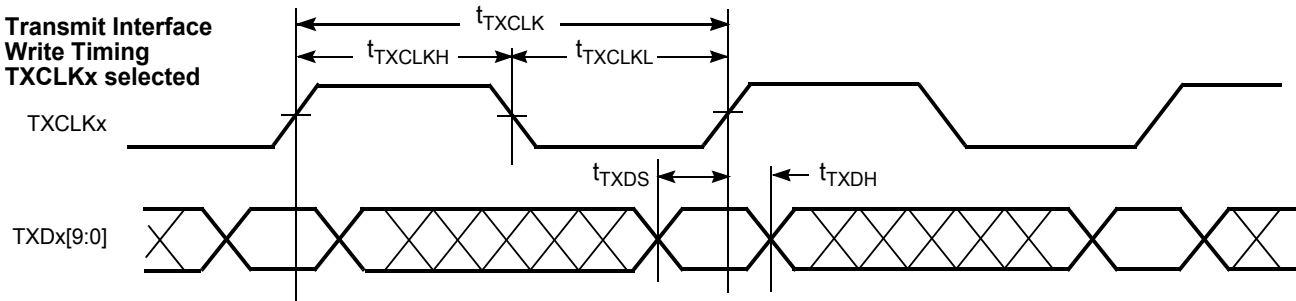 Transmit Interface
Write Timing
TXCLKx selected
tTXCLK
tTXCLKH
tTXCLKL
TXCLKx
tTXDS
tTXDH
TXDx[9:0]